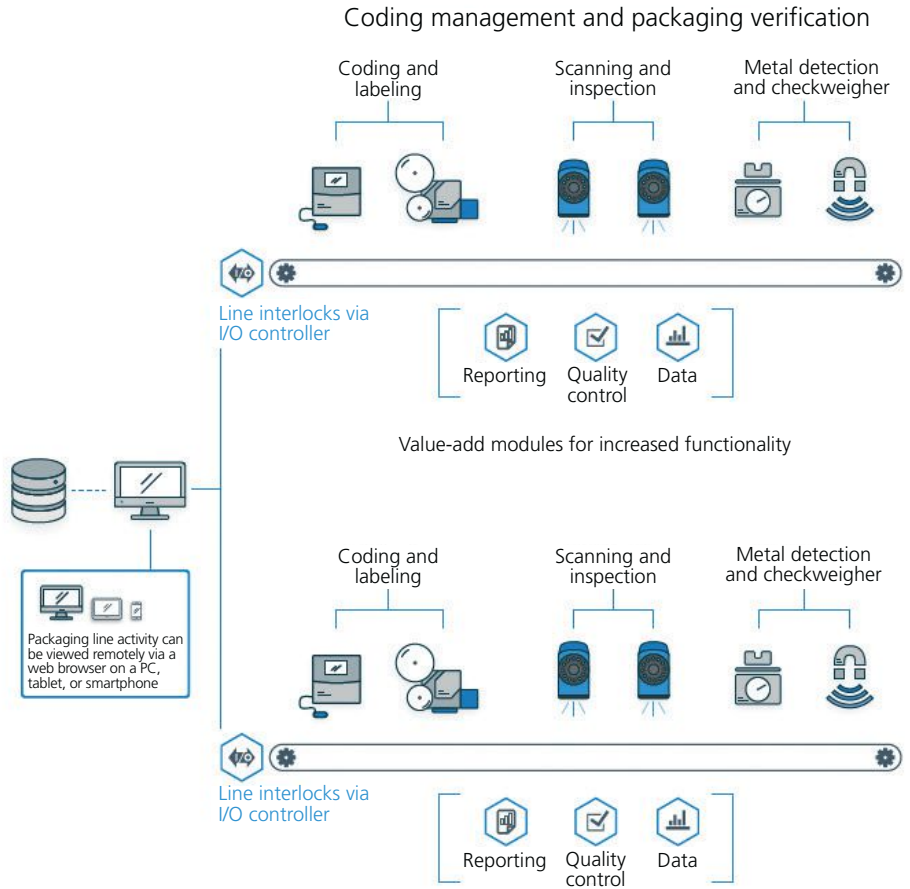 Coding management and packaging verification
Coding and
labeling
Scanning and
inspection
Metal detection
and checkweigher
Line interlocks via
I/O controller
Reporting
Quality
control
Data
Value-add modules for increased functionality
Packaging line activity can
be viewed remotely via a
web browser on a PC,
tablet, or smartphone
Coding and
labeling
Scanning and
inspection
Metal detection
and checkweigher
Line interlocks via
I/O controller
Reporting
Quality
control
Data